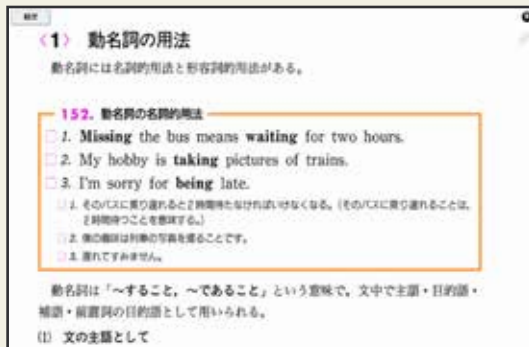 〈1〉 動名詞の用法
動名詞には名詞的用法と形容詞的用法がある。
152. 動名詞の名詞的用法
1. Missing the bus means waiting for two hours.
2. My hobby is taking pictures of trains.
3. I'm sorry for being late.
1. そのバスに乗り遅れると2時間待たなければいけなくなる。(そのバスに乗り遅れることは,
2時間待つことを意味する。)
2. 僕の趣味は列車の写真を撮ることです。
3. 遅れてすみません。
動名詞は「〜すること,〜であること」という意味で,文中で主語・目的語・
補語・前置詞の目的語として用いられる。
(1) 文の主語として